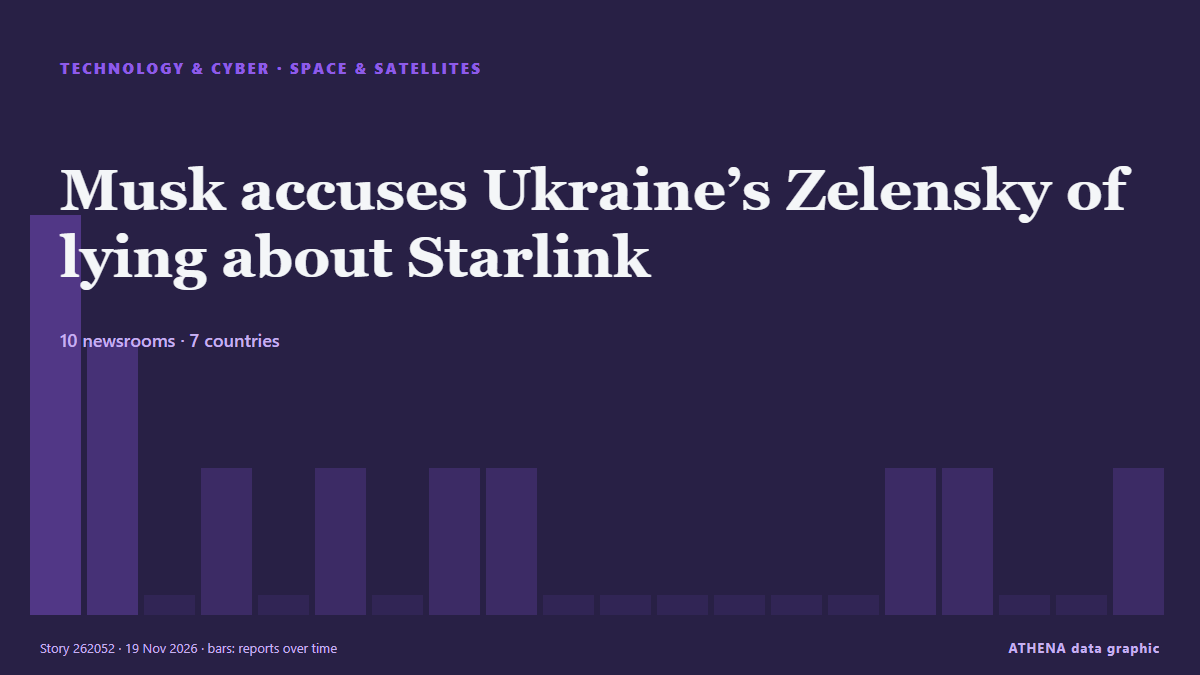 TECHNOLOGY & CYBER · SPACE & SATELLITES
Musk accuses Ukraine’s Zelensky of
lying about Starlink
10 newsrooms · 7 countries
Story 262052 · 19 Nov 2026 · bars: reports over time
ATHENA data graphic